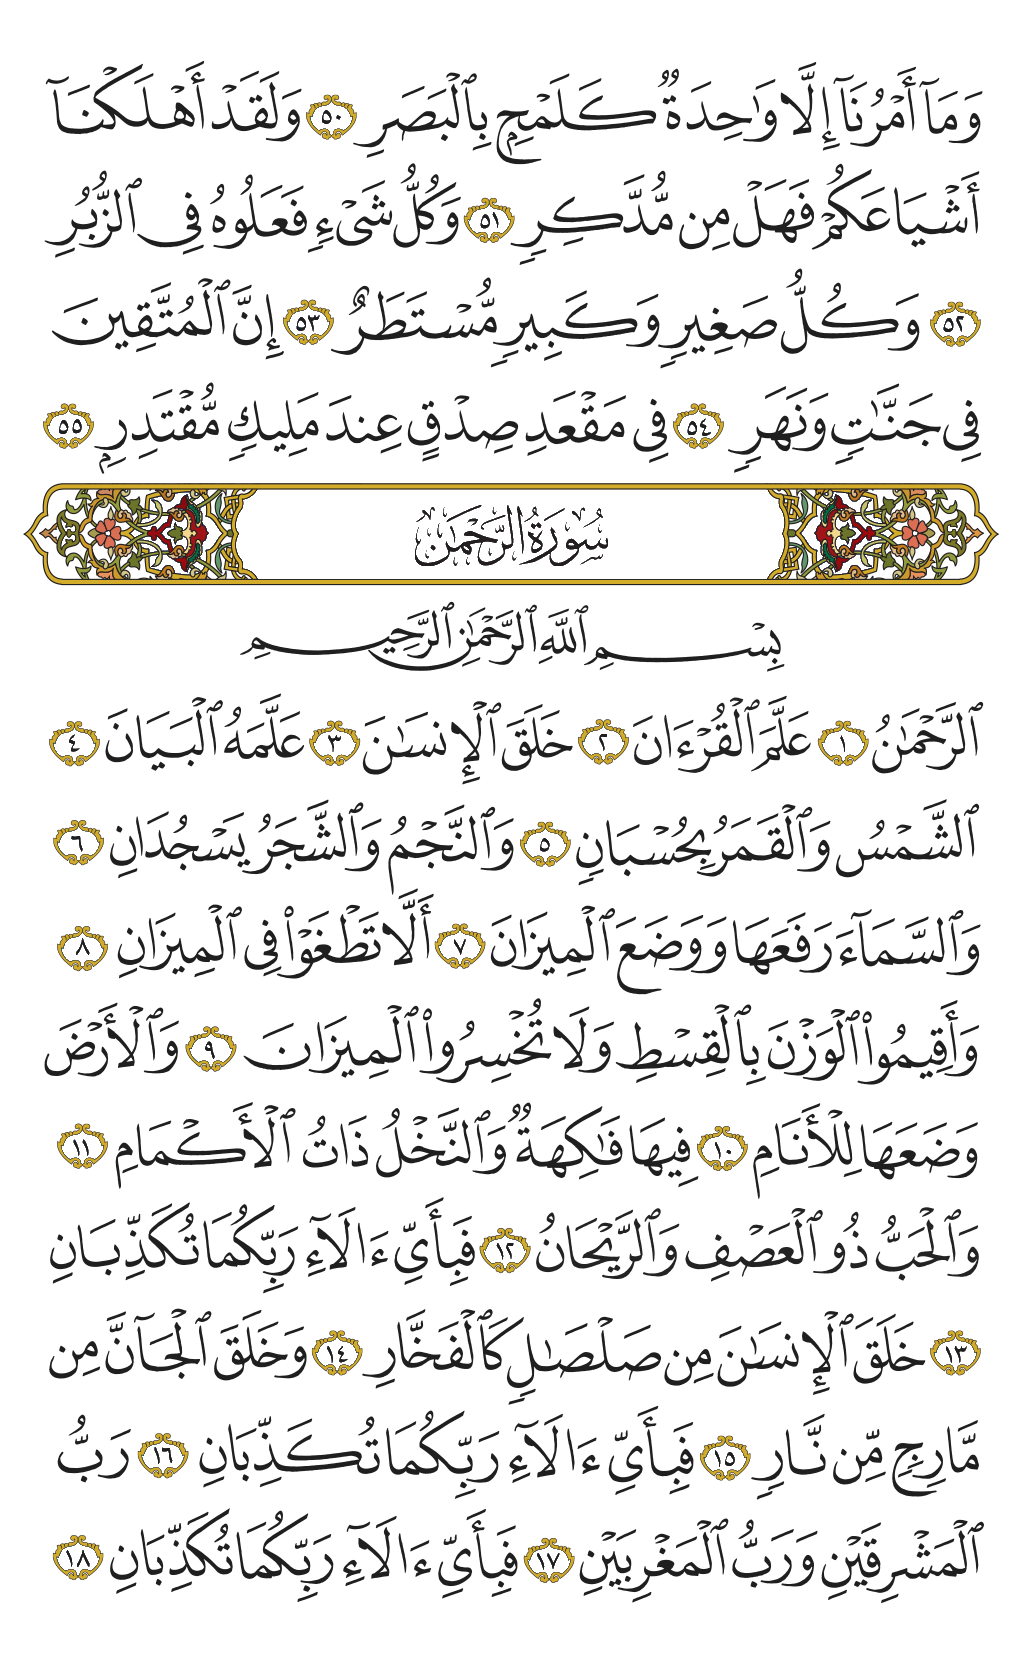 وَمَآ أَمْرُنَآ إِلَّا وَٰحِدَةٌ كَلَمْحٍۭ بِٱلْبَصَرِ ٥٠ وَلَقَدْ أَهْلَكْنَآ
أَشْيَاعَكُمْ فَهَلْ مِن مُّدَّكِرٍ ٥١ وَكُلُّ شَىْءٍ فَعَلُوهُ فِى ٱلزُّبُرِ
٥٢ وَكُلُّ صَغِيرٍ وَكَبِيرٍ مُّسْتَطَرٌ ٥٣ إِنَّ ٱلْمُتَّقِينَ
فِى جَنَّٰتٍ وَنَهَرٍ ٥٤ فِى مَقْعَدِ صِدْقٍ عِندَ مَلِيكٍ مُّقْتَدِرٍۭ ٥٥
سُورَةُ الرَّحْمَٰن
بِسْمِ ٱللَّهِ ٱلرَّحْمَٰنِ ٱلرَّحِيمِ
ٱلرَّحْمَٰنُ ١ عَلَّمَ ٱلْقُرْءَانَ ٢ خَلَقَ ٱلْإِنسَٰنَ ٣ عَلَّمَهُ ٱلْبَيَانَ ٤
ٱلشَّمْسُ وَٱلْقَمَرُ بِحُسْبَانٍ ٥ وَٱلنَّجْمُ وَٱلشَّجَرُ يَسْجُدَانِ ٦
وَٱلسَّمَآءَ رَفَعَهَا وَوَضَعَ ٱلْمِيزَانَ ٧ أَلَّا تَطْغَوْا۟ فِى ٱلْمِيزَانِ ٨
وَأَقِيمُوا۟ ٱلْوَزْنَ بِٱلْقِسْطِ وَلَا تُخْسِرُوا۟ ٱلْمِيزَانَ ٩ وَٱلْأَرْضَ
وَضَعَهَا لِلْأَنَامِ ١٠ فِيهَا فَٰكِهَةٌ وَٱلنَّخْلُ ذَاتُ ٱلْأَكْمَامِ ١١
وَٱلْحَبُّ ذُو ٱلْعَصْفِ وَٱلرَّيْحَانُ ١٢ فَبِأَىِّ ءَالَآءِ رَبِّكُمَا تُكَذِّبَانِ
١٣ خَلَقَ ٱلْإِنسَٰنَ مِن صَلْصَٰلٍ كَٱلْفَخَّارِ ١٤ وَخَلَقَ ٱلْجَآنَّ مِن
مَّارِجٍ مِّن نَّارٍ ١٥ فَبِأَىِّ ءَالَآءِ رَبِّكُمَا تُكَذِّبَانِ ١٦ رَبُّ
ٱلْمَشْرِقَيْنِ وَرَبُّ ٱلْمَغْرِبَيْنِ ١٧ فَبِأَىِّ ءَالَآءِ رَبِّكُمَا تُكَذِّبَانِ ١٨